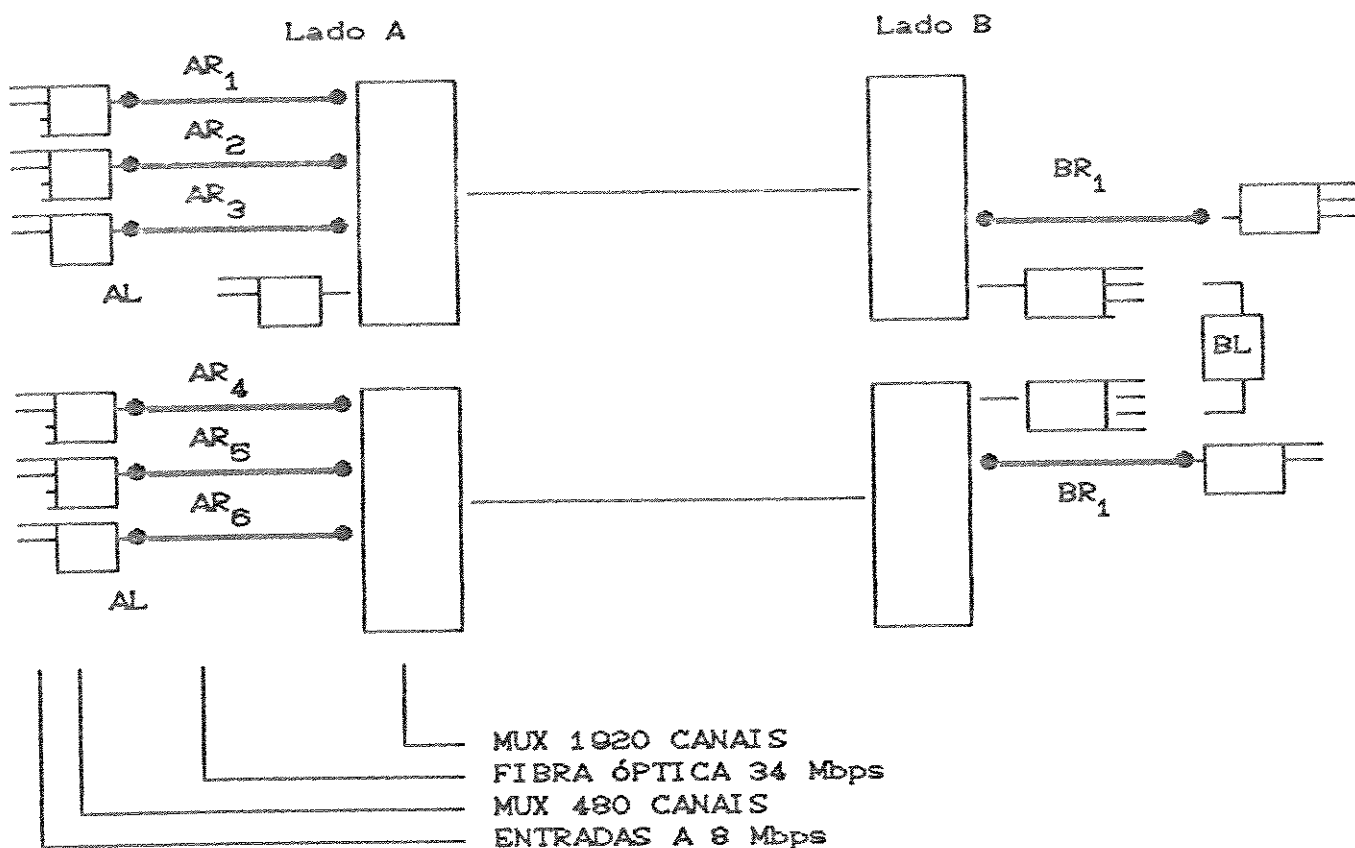 Lado A
Lado B
AR1
AR2
AR3
AL
BR1
BL
AR4
AR5
AR6
AL
BR1
MUX 1920 CANAIS
FIBRA ÓPTICA 34 Mbps
MUX 480 CANAIS
ENTRADAS A 8 Mbps